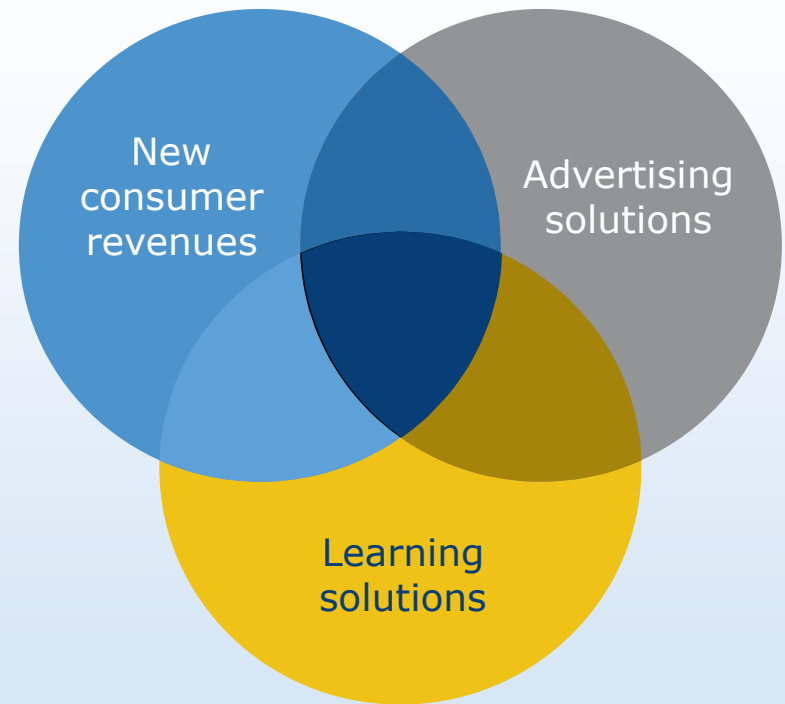 New
consumer
revenues
Advertising
solutions
Learning
solutions